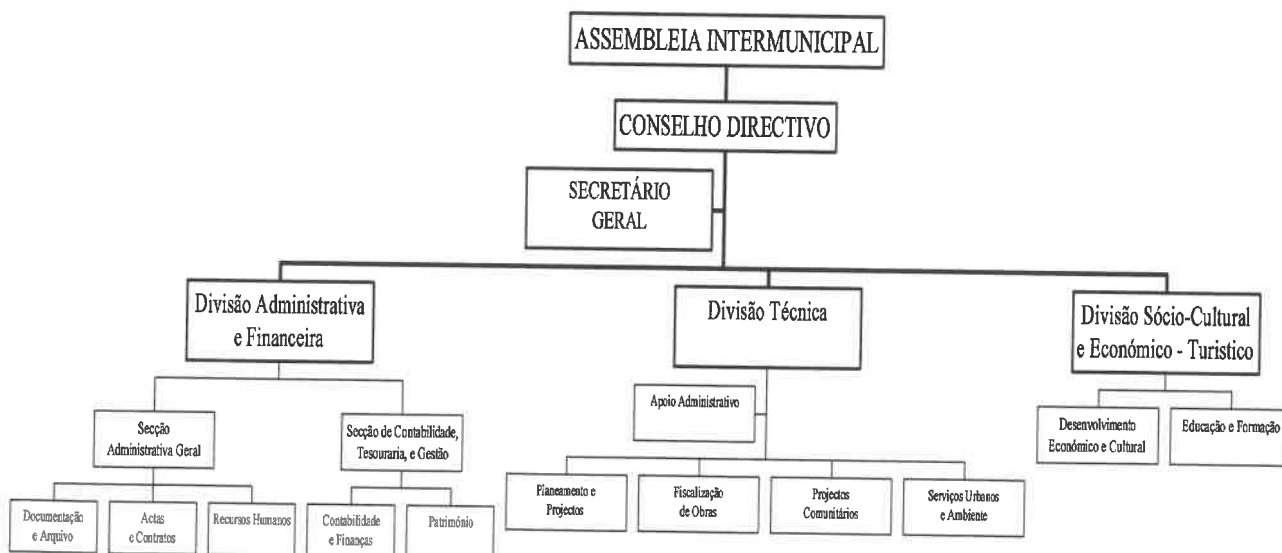 ASSEMBLEIA INTERMUNICIPAL
CONSELHO DIRECTIVO
SECRETÁRIO
GERAL
Divisão Administrativa
e Financeira
Divisão Técnica
Divisão Sócio-Cultural
e Económico - Turistico
Secção
Administrativa Geral
Secção de Contabilidade,
Tesouraria, e Gestão
Apoio Administrativo
Desenvolvimento
Económico e Cultural
Educação e Formação
Documentação
e Arquivo
Actas
e Contratos
Recursos Humanos
Contabilidade
e Finanças
Património
Planeamento e
Projectos
Fiscalização
de Obras
Projectos
Comunitários
Serviços Urbanos
e Ambiente